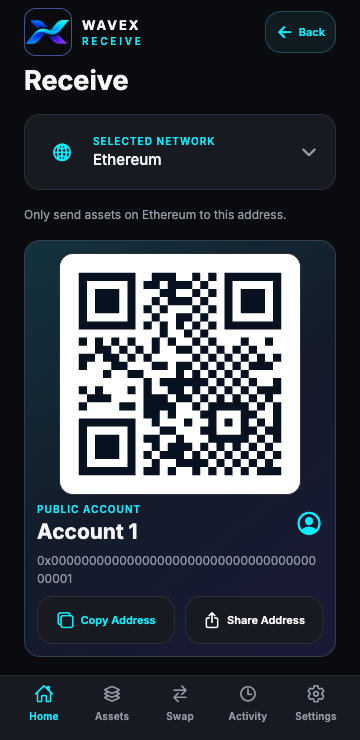 WAVEX
RECEIVE
Back
Receive
SELECTED NETWORK
Ethereum
Only send assets on Ethereum to this address.
PUBLIC ACCOUNT
Account 1
0x00000000000000000000000000000000000
00001
Copy Address
Share Address
Home
Assets
Swap
Activity
Settings